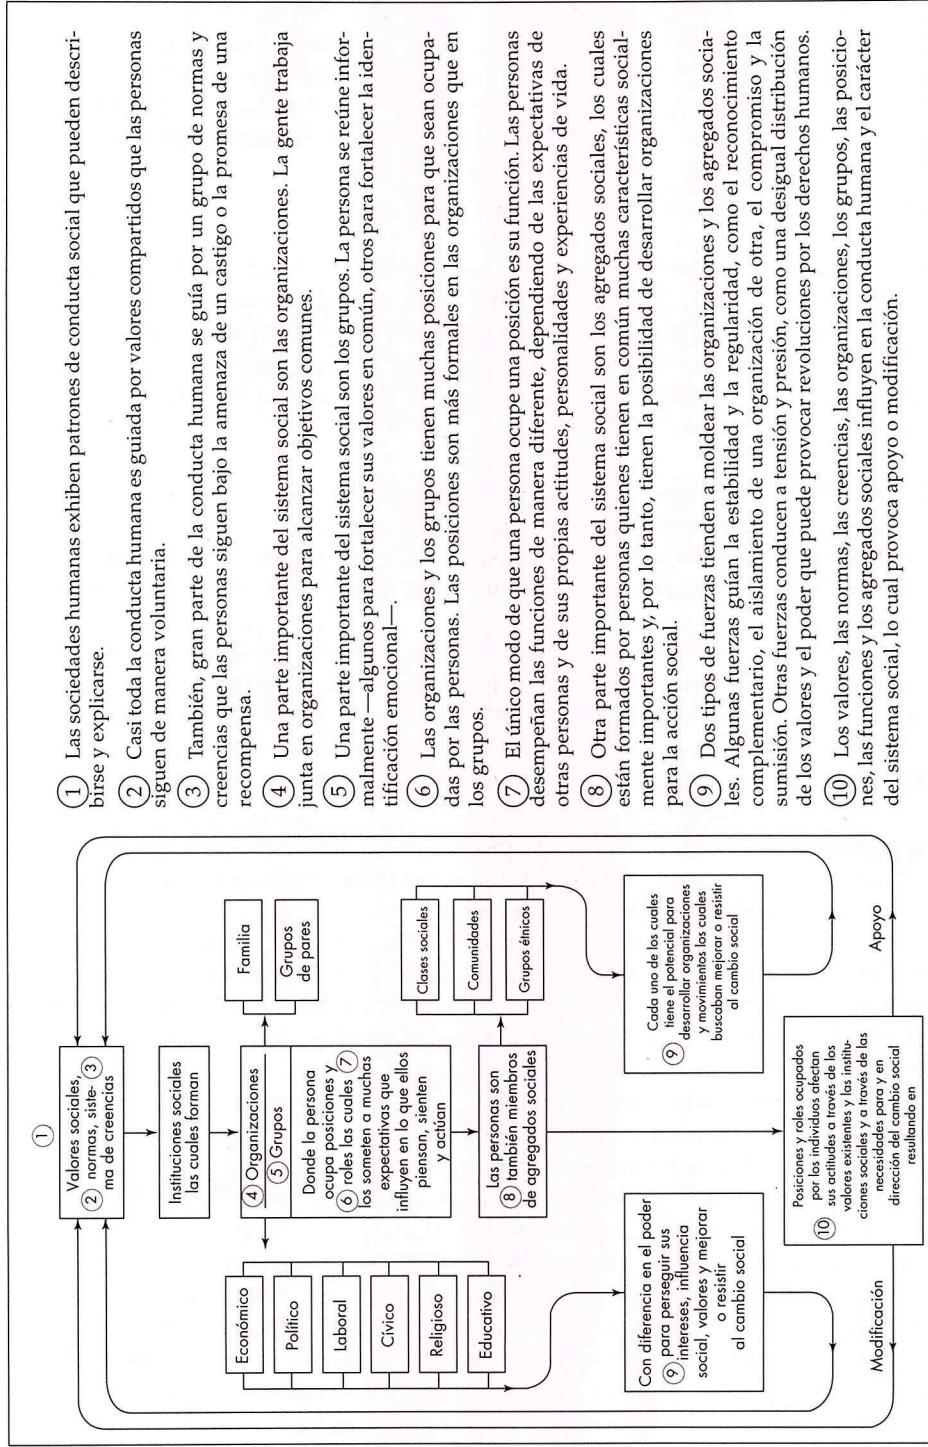 ①
Valores sociales,
② normas, siste- ③
ma de creencias
Instituciones sociales
las cuales forman
④ Organizaciones
⑤ Grupos
Donde la persona
ocupa posiciones y
⑥ roles las cuales ⑦
los someten a muchas
expectativas que
influyen en lo que ellos
piensan, sienten
y actúan
Familia
Grupos
de pares
Económico
Político
Laboral
Cívico
Religioso
Educativo
Las personas son
⑧ también miembros
de agregados sociales
Clases sociales
Comunidades
Grupos étnicos
Con diferencia en el poder
⑨ para perseguir sus
intereses, influencia
social, valores y mejorar
o resistir
al cambio social
Cada uno de los cuales
tiene el potencial para
desarrollar organizaciones
⑨ y movimientos los cuales
buscaban mejorar o resistir
al cambio social
Posiciones y roles ocupados
por los individuos afectan
sus actitudes a través de los
⑩ valores existentes y las institu-
ciones sociales y a través de las
necesidades para y en
dirección del cambio social
resultando en
Modificación
Apoyo
① Las sociedades humanas exhiben patrones de conducta social que pueden descri-
birse y explicarse.
② Casi toda la conducta humana es guiada por valores compartidos que las personas
siguen de manera voluntaria.
③ También, gran parte de la conducta humana se guía por un grupo de normas y
creencias que las personas siguen bajo la amenaza de un castigo o la promesa de una
recompensa.
④ Una parte importante del sistema social son las organizaciones. La gente trabaja
junta en organizaciones para alcanzar objetivos comunes.
⑤ Una parte importante del sistema social son los grupos. La persona se reúne infor-
malmente —algunos para fortalecer sus valores en común, otros para fortalecer la iden-
tificación emocional—.
⑥ Las organizaciones y los grupos tienen muchas posiciones para que sean ocupa-
das por las personas. Las posiciones son más formales en las organizaciones que en
los grupos.
⑦ El único modo de que una persona ocupe una posición es su función. Las personas
desempeñan las funciones de manera diferente, dependiendo de las expectativas de
otras personas y de sus propias actitudes, personalidades y experiencias de vida.
⑧ Otra parte importante del sistema social son los agregados sociales, los cuales
están formados por personas quienes tienen en común muchas características social-
mente importantes y, por lo tanto, tienen la posibilidad de desarrollar organizaciones
para la acción social.
⑨ Dos tipos de fuerzas tienden a moldear las organizaciones y los agregados socia-
les. Algunas fuerzas guían la estabilidad y la regularidad, como el reconocimiento
complementario, el aislamiento de una organización de otra, el compromiso y la
sumisión. Otras fuerzas conducen a tensión y presión, como una desigual distribución
de los valores y el poder que puede provocar revoluciones por los derechos humanos.
⑩ Los valores, las normas, las creencias, las organizaciones, los grupos, las posicio-
nes, las funciones y los agregados sociales influyen en la conducta humana y el carácter
del sistema social, lo cual provoca apoyo o modificación.